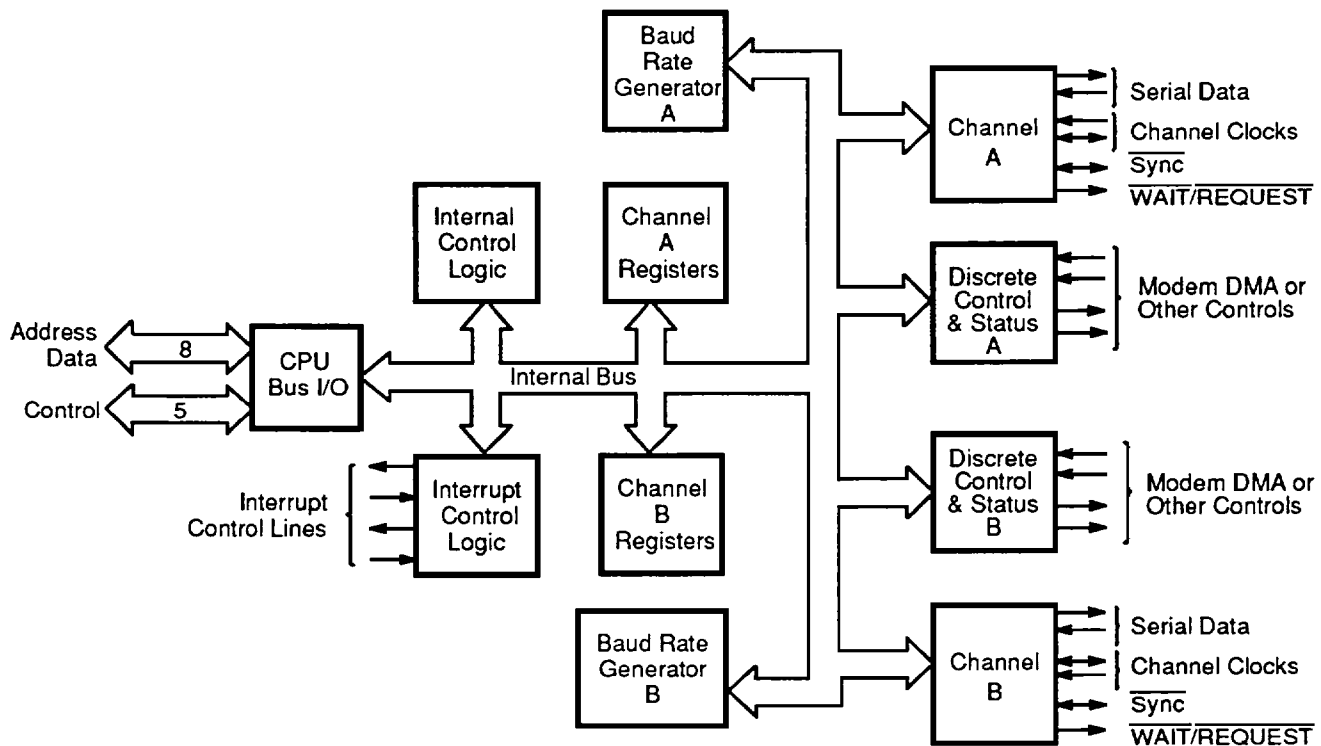 Baud
Rate
Generator
A
Channel
A
Serial Data
Channel Clocks
Sync
WAIT/REQUEST
Internal
Control
Logic
Channel
A
Registers
Discrete
Control
& Status
A
Modem DMA or
Other Controls
Address
Data
8
Control
5
CPU
Bus I/O
Internal Bus
Interrupt
Control Lines
Interrupt
Control
Logic
Channel
B
Registers
Discrete
Control
& Status
B
Modem DMA or
Other Controls
Baud Rate
Generator
B
Channel
B
Serial Data
Channel Clocks
Sync
WAIT/REQUEST